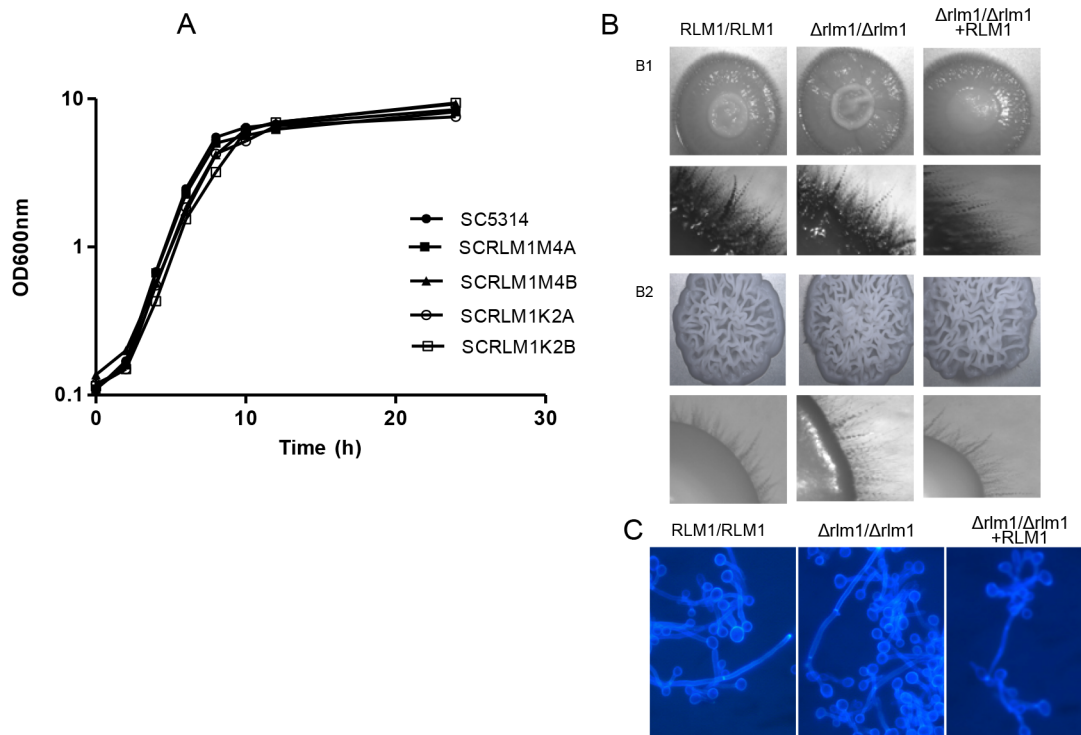 A
10
1
0.1
OD600nm
0
10
20
30
Time (h)
SC5314
SCRLM1M4A
SCRLM1M4B
SCRLM1K2A
SCRLM1K2B
B
RLM1/RLM1
Δrlm1/Δrlm1
Δrlm1/Δrlm1
+RLM1
B1
B2
C
RLM1/RLM1
Δrlm1/Δrlm1
Δrlm1/Δrlm1
+RLM1